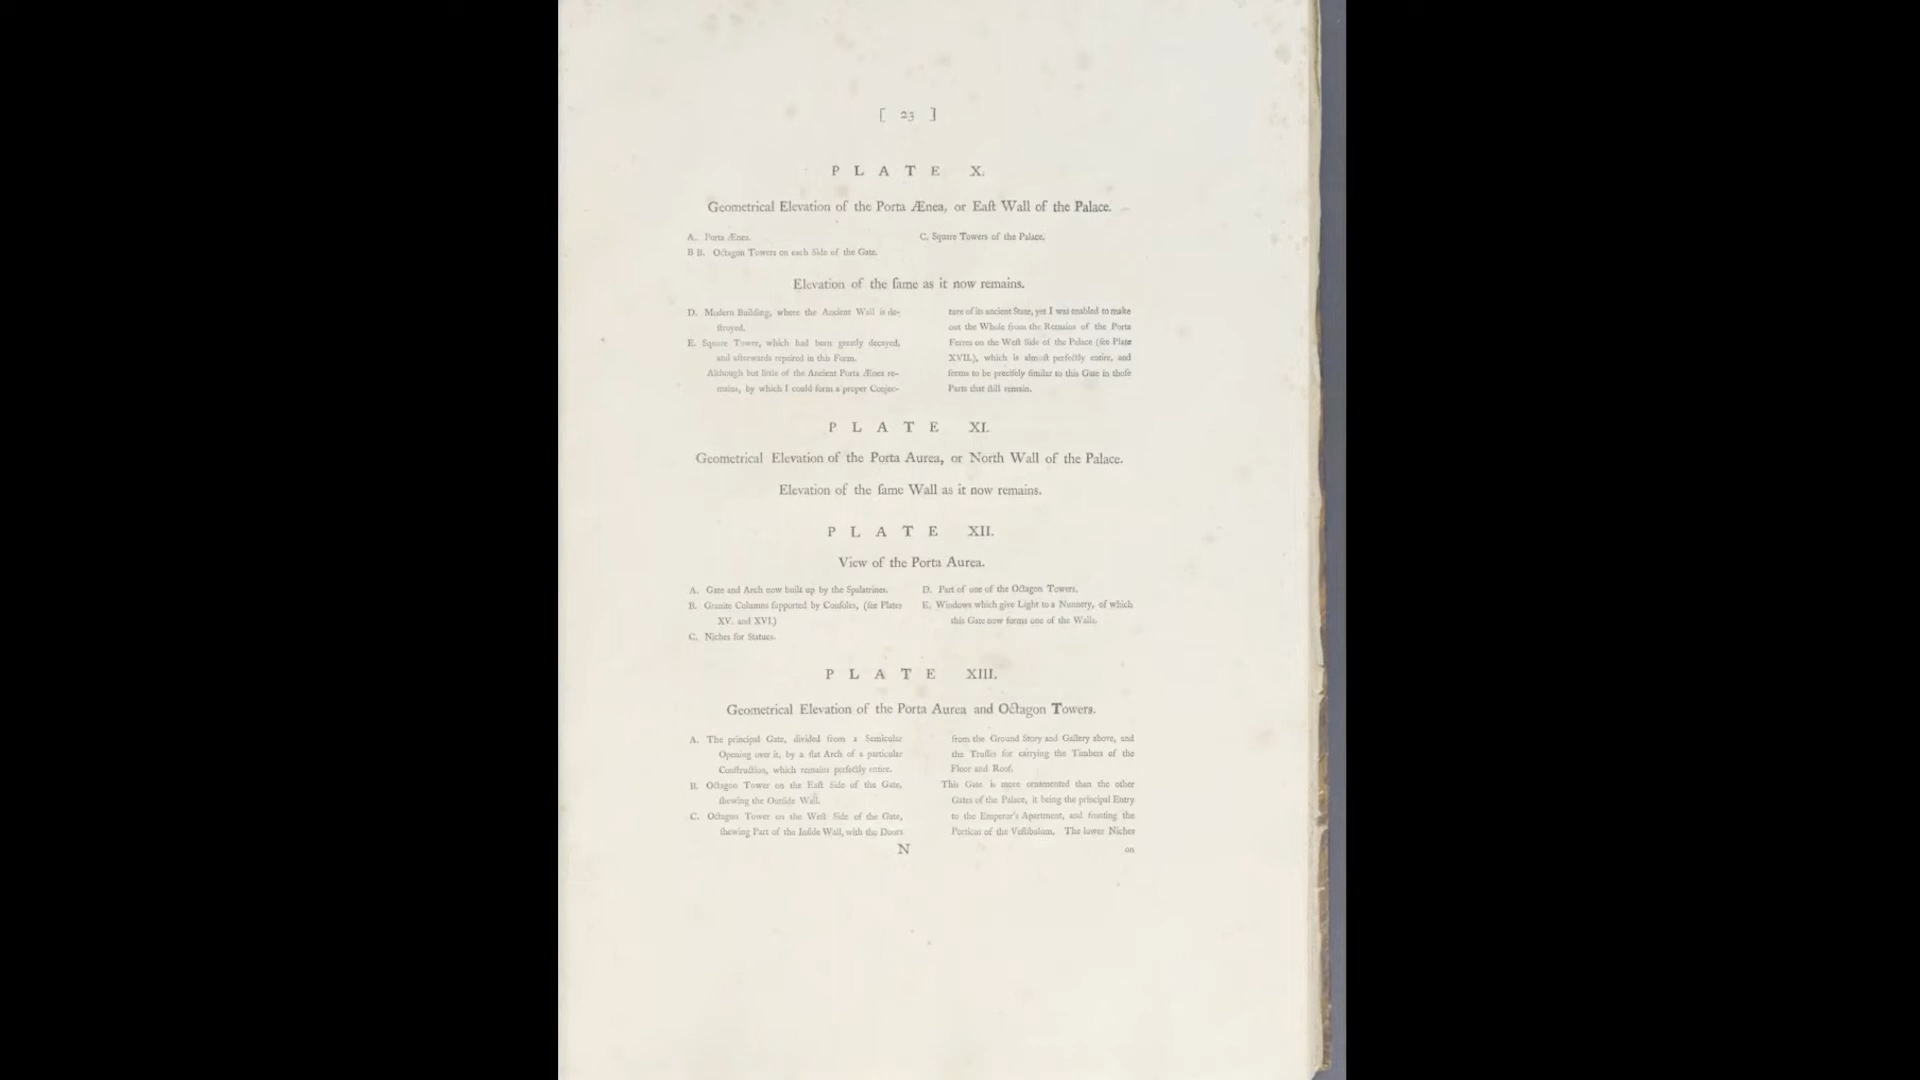 [ 23 ]
PLATE X.
Geometrical Elevation of the Porta Ænea, or Eaſt Wall of the Palace.
A. Porta Ænea.
B B. Octagon Towers on each Side of the Gate.
C. Square Towers of the Palace.
Elevation of the ſame as it now remains.
D. Modern Building, where the Ancient Wall is de-
ſtroyed.
E. Square Tower, which had been greatly decayed,
and afterwards repaired in this Form.
Although but little of the Ancient Porta Ænea re-
mains, by which I could form a proper Conjec-
ture of its ancient State, yet I was enabled to make
out the Whole from the Remains of the Porta
Ferrea on the Weſt Side of the Palace (ſee Plate
XVII.), which is almoſt perfectly entire, and
ſeems to be preciſely ſimilar to this Gate in thoſe
Parts that ſtill remain.
PLATE XI.
Geometrical Elevation of the Porta Aurea, or North Wall of the Palace.
Elevation of the ſame Wall as it now remains.
PLATE XII.
View of the Porta Aurea.
A. Gate and Arch now built up by the Spalatrines.
B. Granite Columns ſupported by Conſoles, (ſee Plates
XV. and XVI.)
C. Niches for Statues.
D. Part of one of the Octagon Towers.
E. Windows which give Light to a Nunnery, of which
this Gate now forms one of the Walls.
PLATE XIII.
Geometrical Elevation of the Porta Aurea and Octagon Towers.
A. The principal Gate, divided from a Semicular
Opening over it, by a flat Arch of a particular
Conſtruction, which remains perfectly entire.
B. Octagon Tower on the Eaſt Side of the Gate,
ſhewing the Outſide Wall.
C. Octagon Tower on the Weſt Side of the Gate,
ſhewing Part of the Inſide Wall, with the Doors
from the Ground Story and Gallery above, and
the Truſſes for carrying the Timbers of the
Floor and Roof.
This Gate is more ornamented than the other
Gates of the Palace, it being the principal Entry
to the Emperor's Apartment, and fronting the
Porticus of the Veſtibulum. The lower Niches
N
on